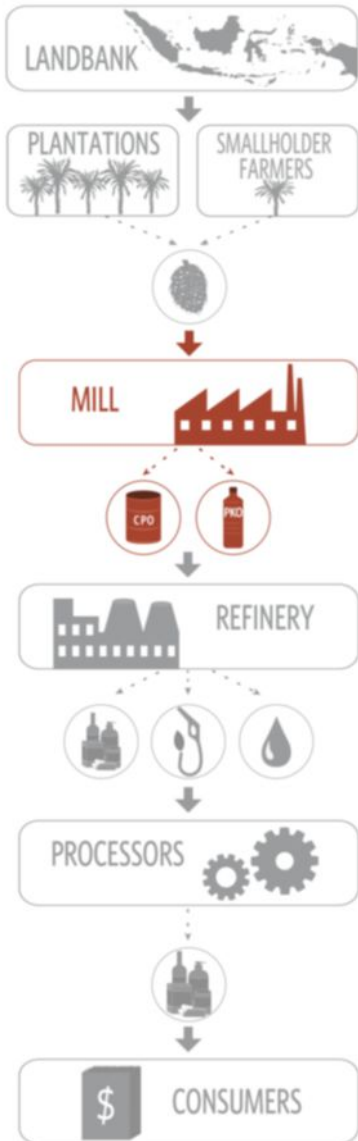 LANDBANK
PLANTATIONS
SMALLHOLDER
FARMERS
MILL
CPO
PKO
REFINERY
PROCESSORS
$
CONSUMERS